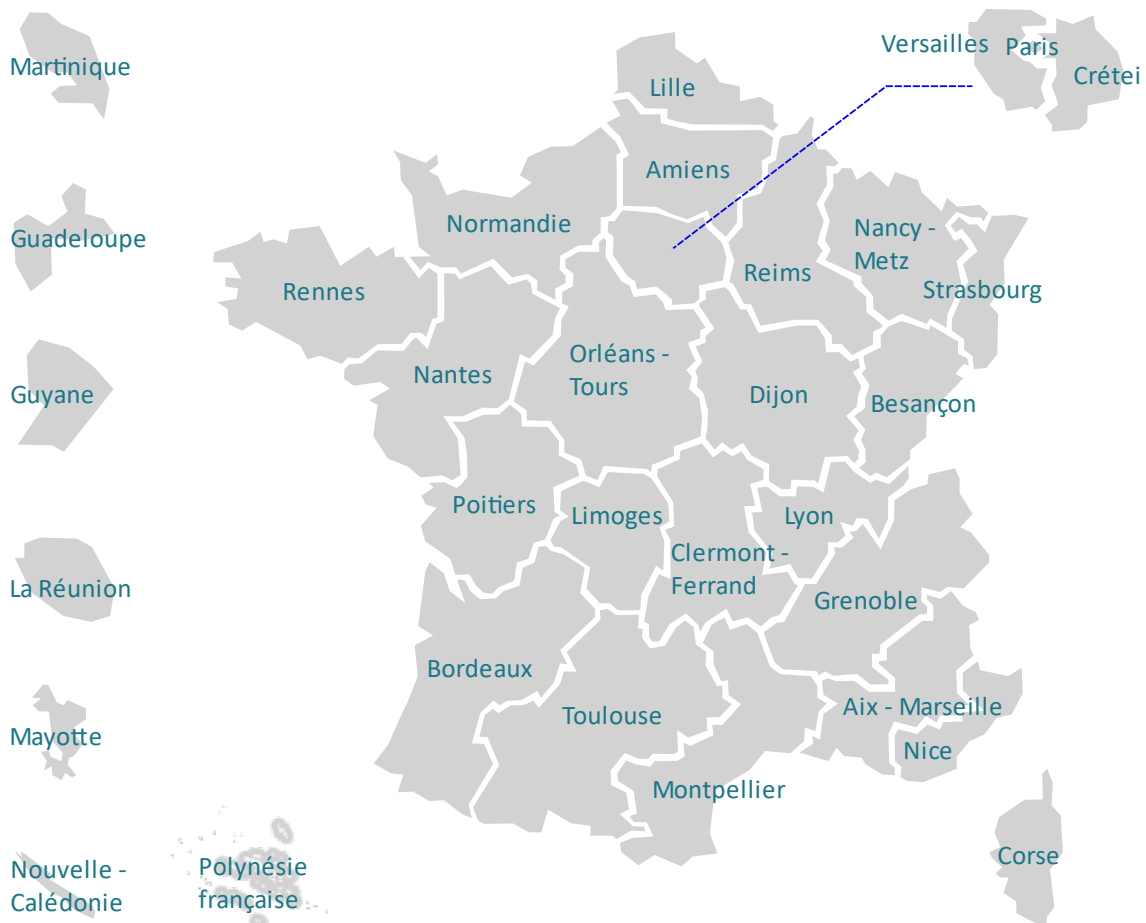 Versailles
Paris
Martinique
Crétei
Lille
Amiens
Normandie
Guadeloupe
Nancy -
Metz
Reims
Rennes
Strasbourg
Orléans -
Tours
Nantes
Guyane
Dijon
Besançon
Poitiers
Limoges
Lyon
Clermont -
Ferrand
La Réunion
Grenoble
Bordeaux
Aix - Marseille
Toulouse
Mayotte
Nice
Montpellier
Corse
Nouvelle -
Calédonie
Polynésie
française